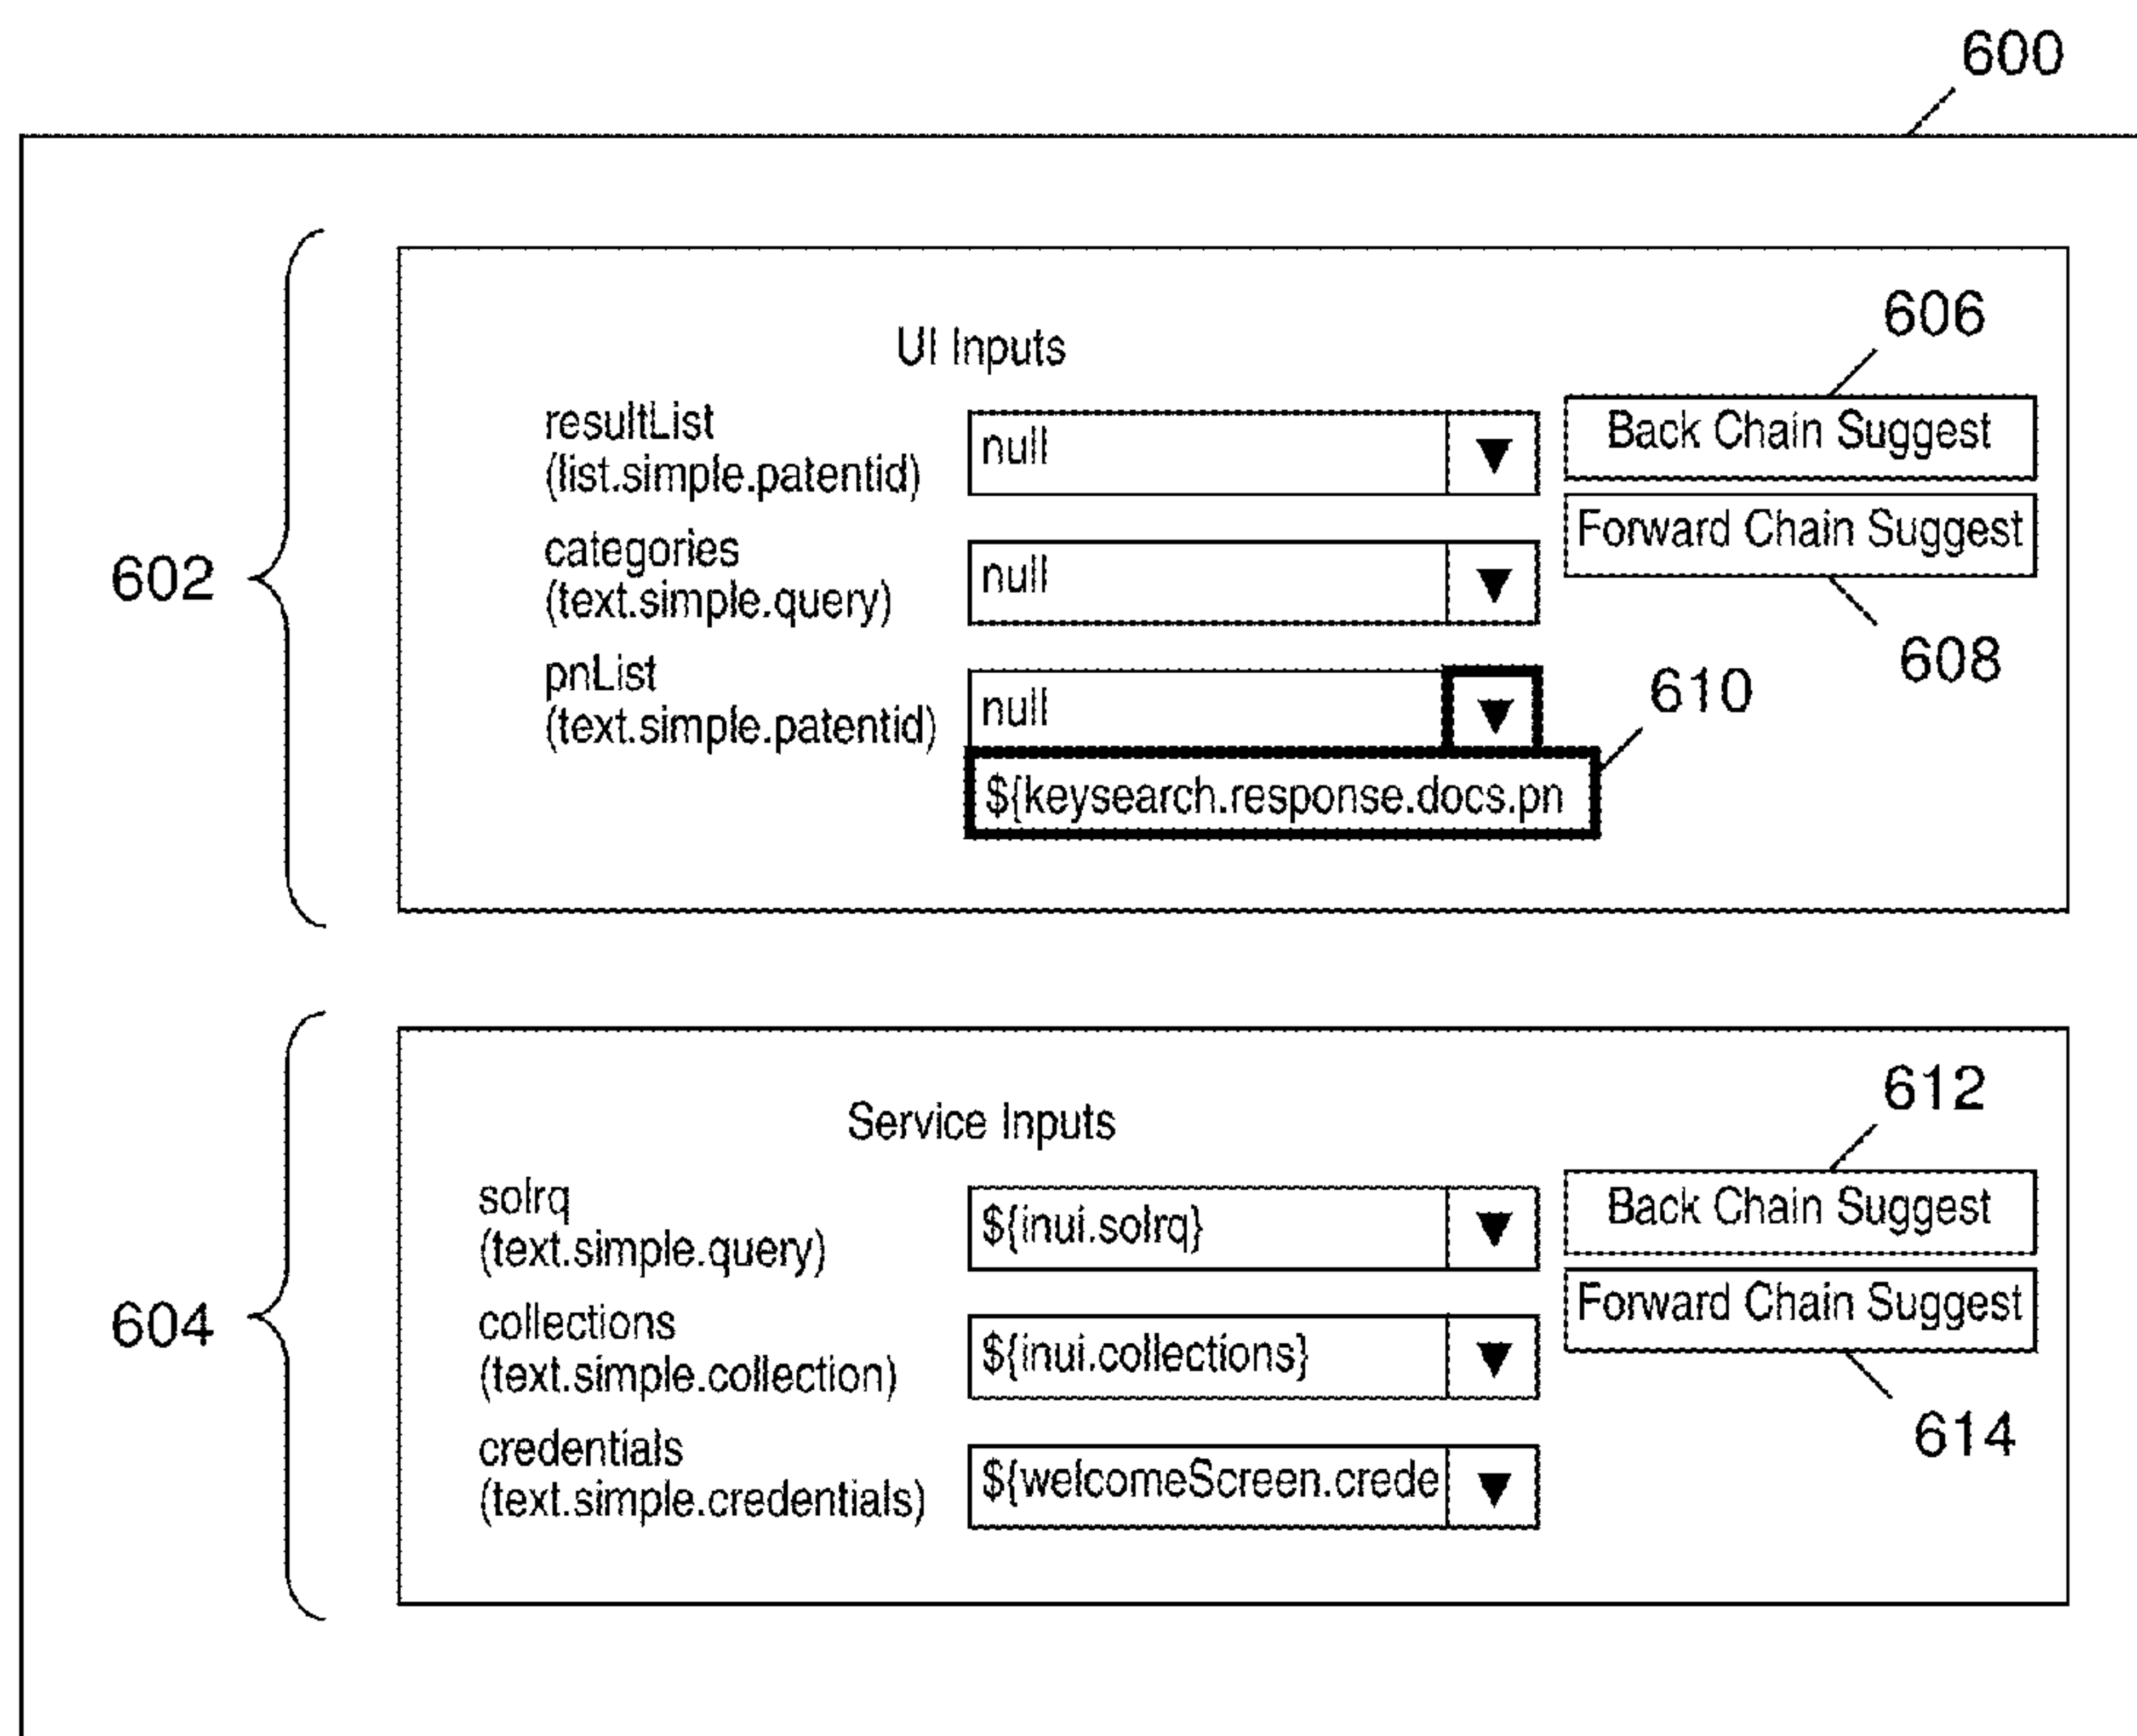 600
602
UI Inputs
606
resultList
(list.simple.patentid)
null
Back Chain Suggest
Forward Chain Suggest
608
categories
(text.simple.query)
null
pnList
(text.simple.patentid)
null
610
${keysearch.response.docs.pn
604
Service Inputs
612
solrq
(text.simple.query)
${inui.solrq}
Back Chain Suggest
Forward Chain Suggest
614
collections
(text.simple.collection)
${inui.collections}
credentials
(text.simple.credentials)
${welcomeScreen.crede